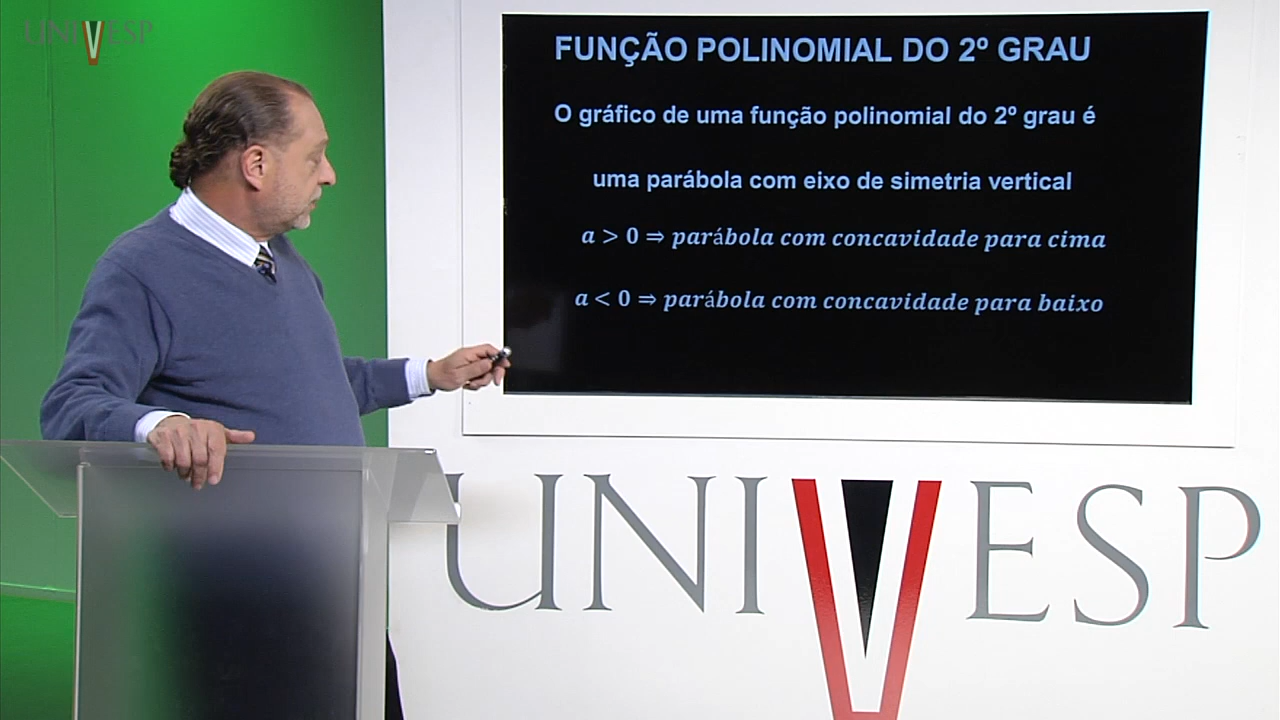 UNIVESP
FUNÇÃO POLINOMIAL DO 2º GRAU
O gráfico de uma função polinomial do 2º grau é
uma parábola com eixo de simetria vertical
a > 0 ⇒ parábola com concavidade para cima
a < 0 ⇒ parábola com concavidade para baixo
UNIVESP